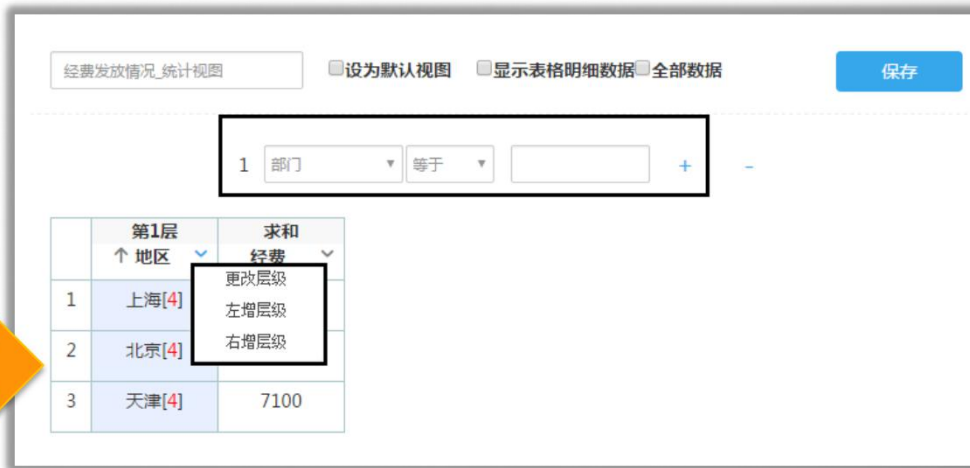 经费发放情况_统计视图 设为默认视图 显示表格明细数据 全部数据 保存
1 部门 等于 + -
第1层 求和
↑ 地区 经费
更改层级
1 上海[4]
左增层级
右增层级
2 北京[4]
3 天津[4] 7100